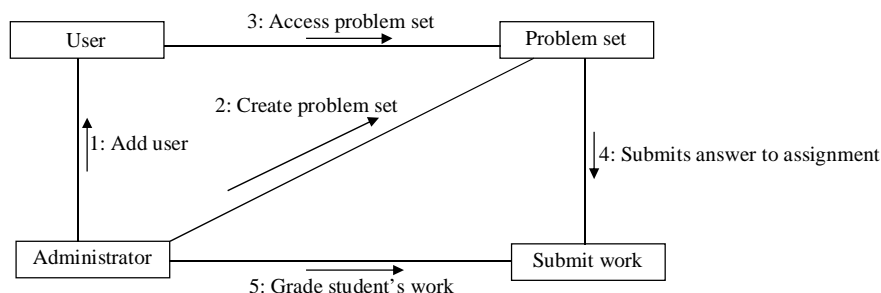 3: Access problem set
User
Problem set
2: Create problem set
1: Add user
4: Submits answer to assignment
Administrator
Submit work
5: Grade student’s work